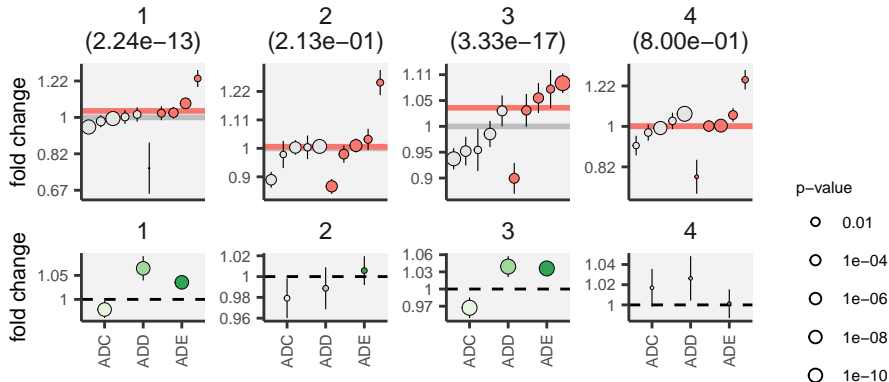 1 2 3 4
(2.24e−13) (2.13e−01) (3.33e−17) (8.00e−01)
fold change
1.22
1
0.82
0.67
1.22
1.11
1
0.9
1.11
1.05
1
0.95
0.9
1.22
1
0.82
1 2 3 4
fold change
1.05
1
1.02
1.00
0.98
0.96
1.06
1.03
1
0.97
1.04
1.02
1
ADC ADD ADE
ADC ADD ADE
ADC ADD ADE
ADC ADD ADE
p−value
0.01
1e−04
1e−06
1e−08
1e−10